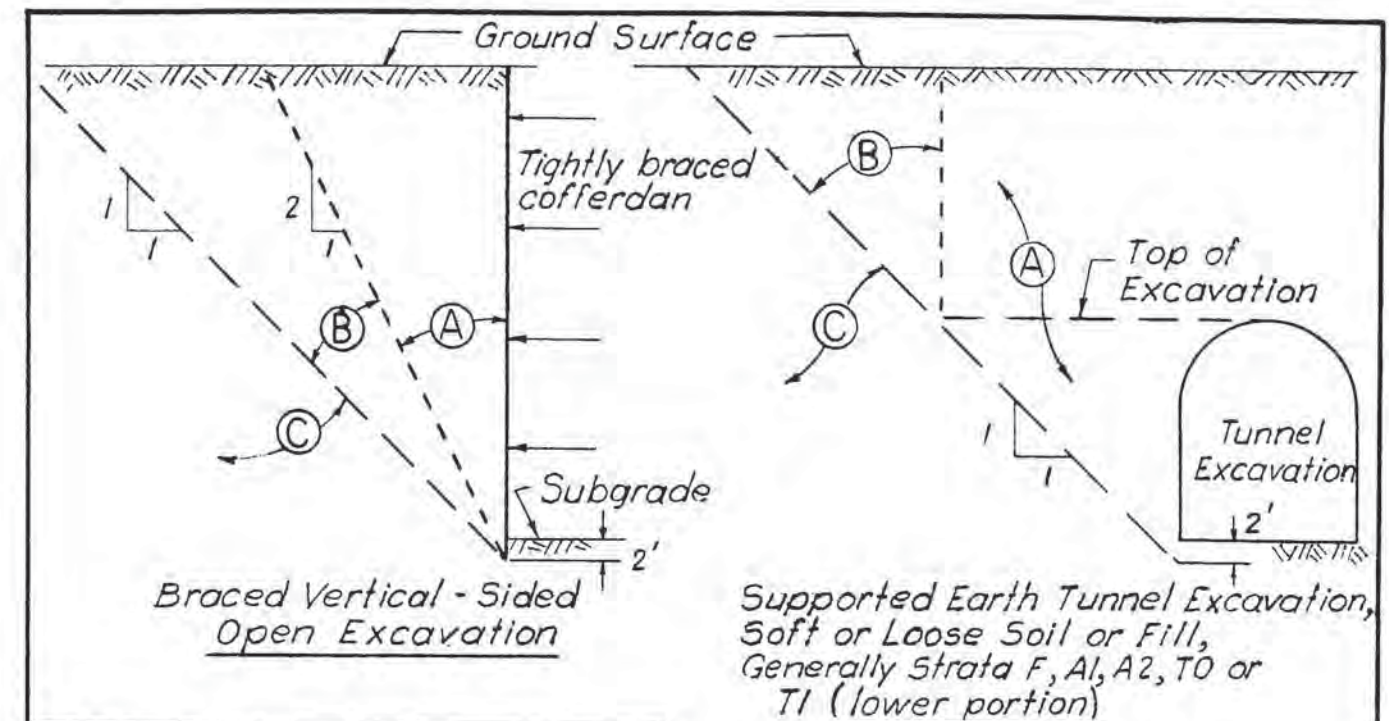 Ground Surface
1
1
2
1
Tightly braced
cofferdan
B
A
C
Subgrade
2'
Braced Vertical - Sided
Open Excavation
B
A
C
Top of
Excavation
1
1
Tunnel
Excavation
2'
Supported Earth Tunnel Excavation,
Soft or Loose Soil or Fill,
Generally Strata F, A1, A2, T0 or
T1 (lower portion)